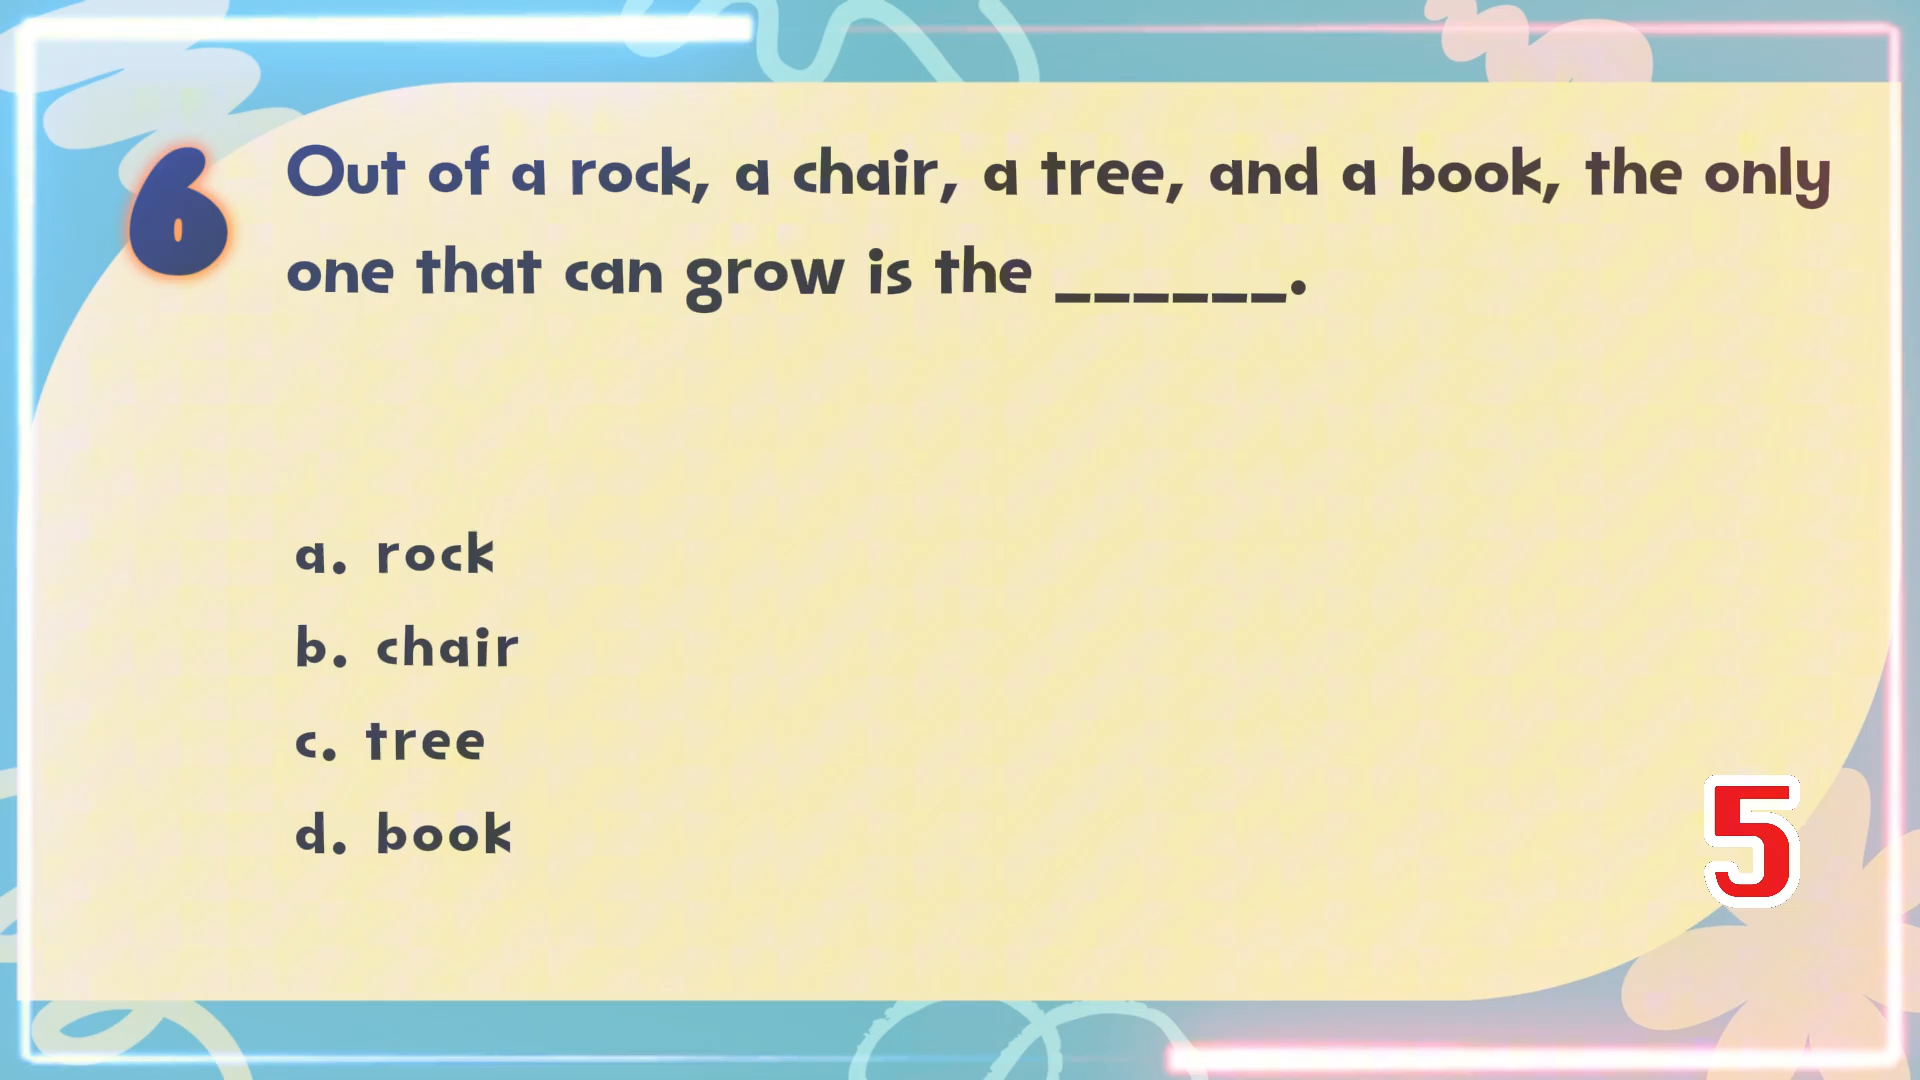 6
Out of a rock, a chair, a tree, and a book, the only
one that can grow is the ______.
a. rock
b. chair
c. tree
d. book
5